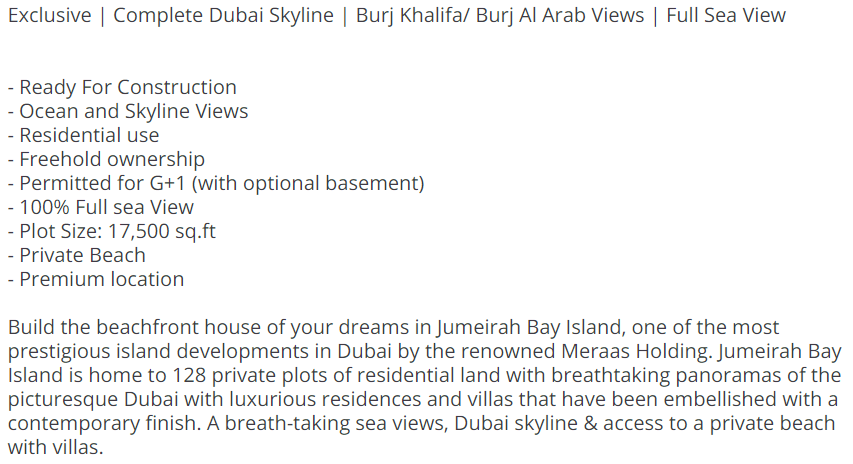 Exclusive | Complete Dubai Skyline | Burj Khalifa/ Burj Al Arab Views | Full Sea View
- Ready For Construction
- Ocean and Skyline Views
- Residential use
- Freehold ownership
- Permitted for G+1 (with optional basement)
- 100% Full sea View
- Plot Size: 17,500 sq.ft
- Private Beach
- Premium location
Build the beachfront house of your dreams in Jumeirah Bay Island, one of the most
prestigious island developments in Dubai by the renowned Meraas Holding. Jumeirah Bay
Island is home to 128 private plots of residential land with breathtaking panoramas of the
picturesque Dubai with luxurious residences and villas that have been embellished with a
contemporary finish. A breath-taking sea views, Dubai skyline & access to a private beach
with villas.